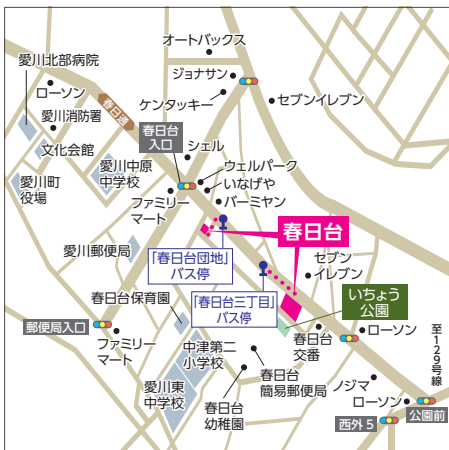 オートバックス
愛川北部病院
ジョナサン
ローソン
ケンタッキー
セブンイレブン
愛川消防署
春日通
文化会館
春日台
入口
シェル
愛川中原
中学校
ウェルパーク
いなげや
愛川町
役場
ファミリー
マート
バーミヤン
春日台
愛川郵便局
「春日台団地」
バス停
セブン
イレブン
春日台保育園
「春日台三丁目」
バス停
いちょう
公園
郵便局入口
ファミリー
マート
中津第二
小学校
春日台
交番
ローソン
至129号線
愛川東
中学校
春日台
簡易郵便局
ノジマ
春日台
幼稚園
ローソン
公園前
西外5